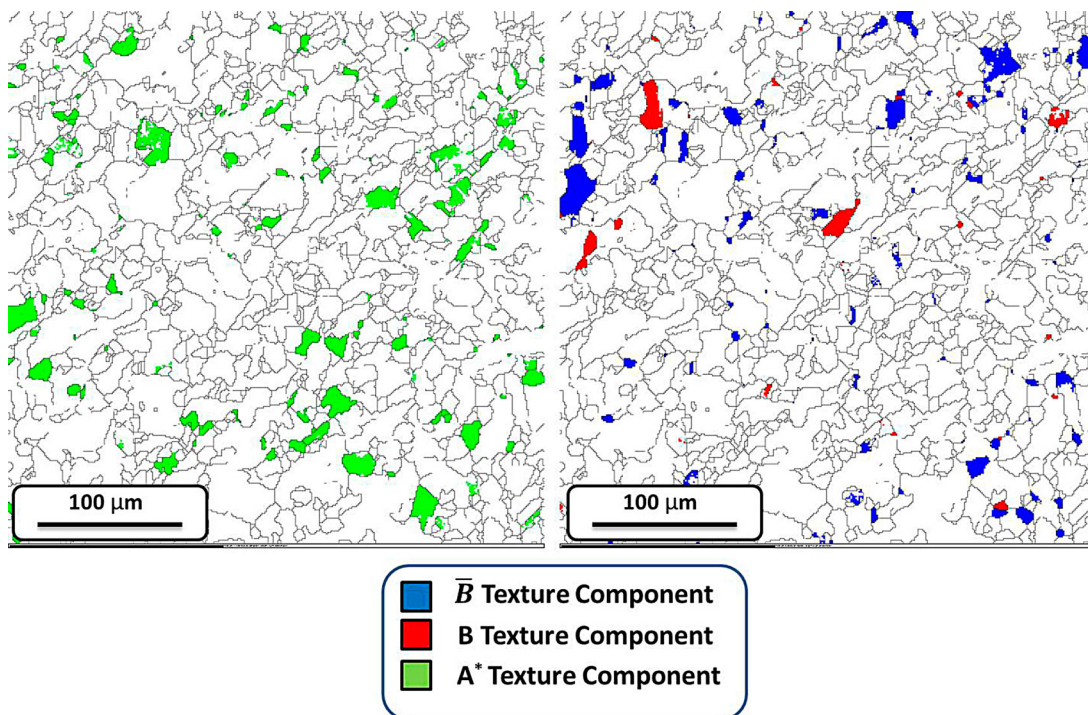 100 μm
100 μm
B̅ Texture Component
B Texture Component
A* Texture Component